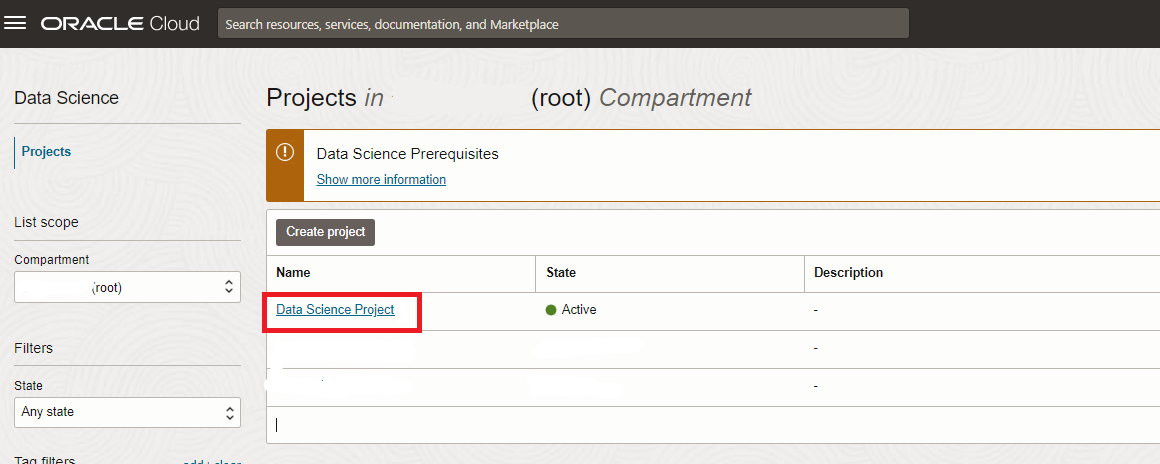 ORACLE Cloud
Search resources, services, documentation, and Marketplace
Data Science
Projects
List scope
Compartment
(root)
Filters
State
Any state
Tag filters
add | clear
Projects in (root) Compartment
Data Science Prerequisites
Show more information
Create project
Name State Description
Data Science Project Active -
-
-